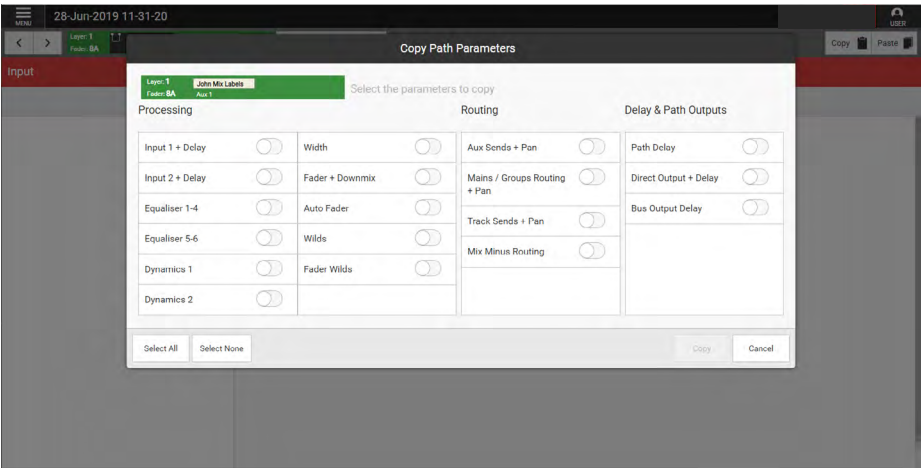 MENU
28-Jun-2019 11-31-20
USER
Layer: 1
Fader: 8A
Copy
Paste
Input
Copy Path Parameters
Layer: 1
Fader: 8A
John Mix Labels
Aux 1
Select the parameters to copy
Processing
Routing
Delay & Path Outputs
Input 1 + Delay
Input 2 + Delay
Equaliser 1-4
Equaliser 5-6
Dynamics 1
Dynamics 2
Width
Fader + Downmix
Auto Fader
Wilds
Fader Wilds
Aux Sends + Pan
Mains / Groups Routing
+ Pan
Track Sends + Pan
Mix Minus Routing
Path Delay
Direct Output + Delay
Bus Output Delay
Select All
Select None
Copy
Cancel